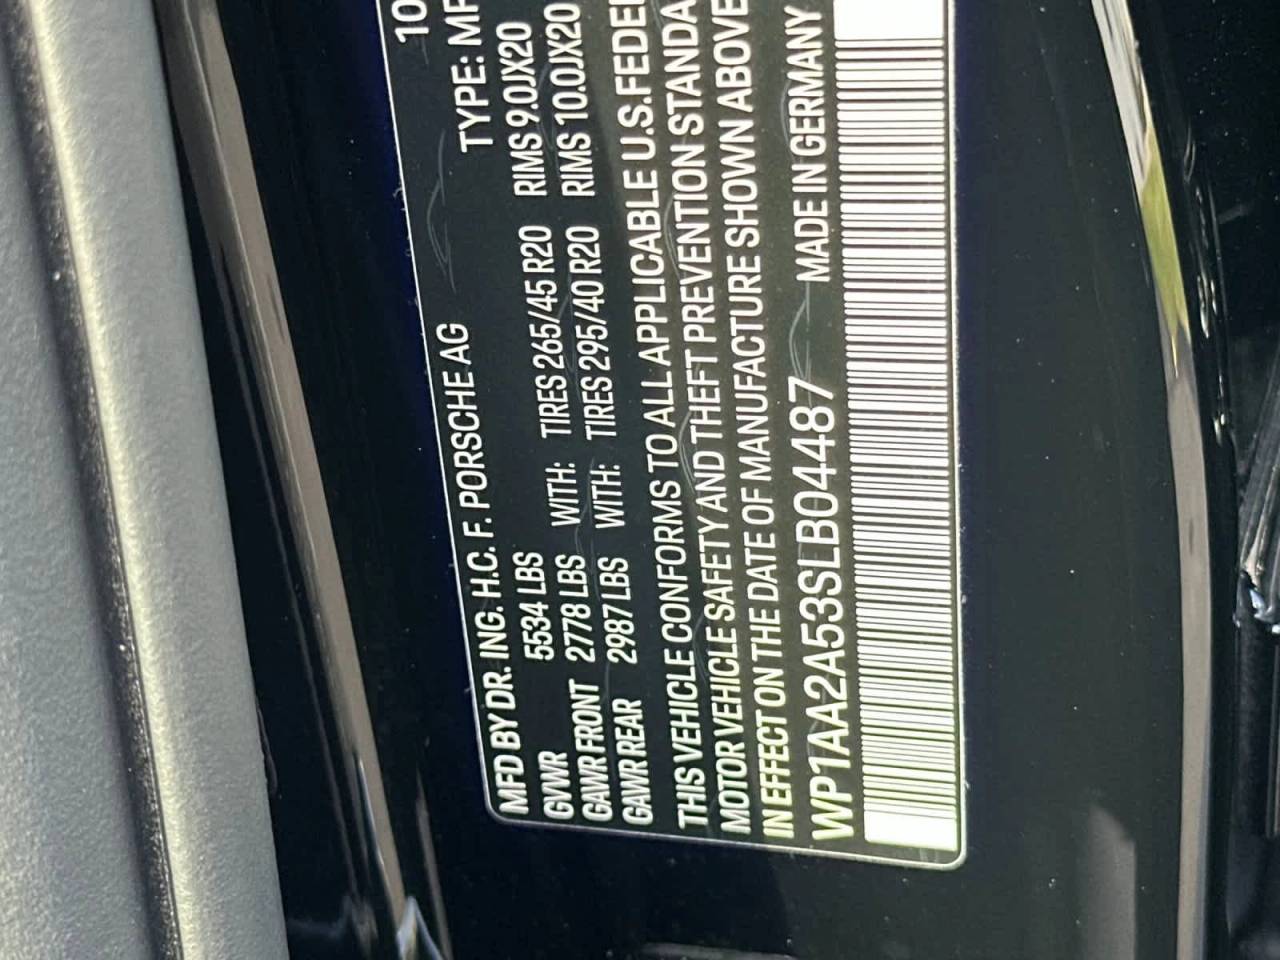 MFD BY DR. ING. H.C. F. PORSCHE AG 10
GVWR 5534 LBS TYPE:
GAWR FRONT 2778 LBS WITH: TIRES 265/45 R20 RIMS 9.0JX20
GAWR REAR 2987 LBS WITH: TIRES 295/40 R20 RIMS 10.0JX20
THIS VEHICLE CONFORMS TO ALL APPLICABLE U.S.FEDE
MOTOR VEHICLE SAFETY AND THEFT PREVENTION STANDA
IN EFFECT ON THE DATE OF MANUFACTURE SHOWN ABOVE
WP1AA2A53SLB04487 MADE IN GERMANY